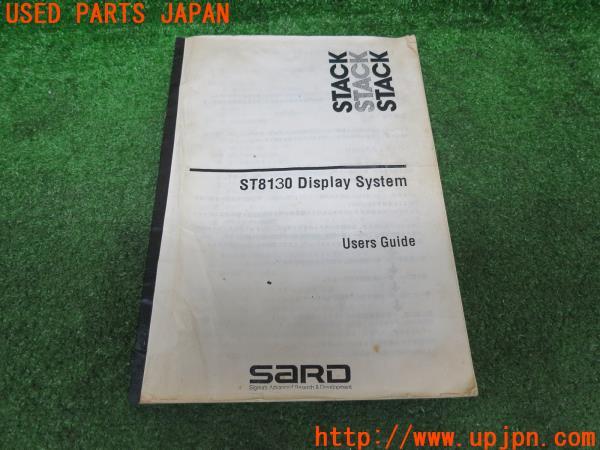 USED PARTS JAPAN
STACK
STACK
STACK
ST8130 Display System
Users Guide
SARD
Sigma Advanced Research & Development
http://www.upjpn.com